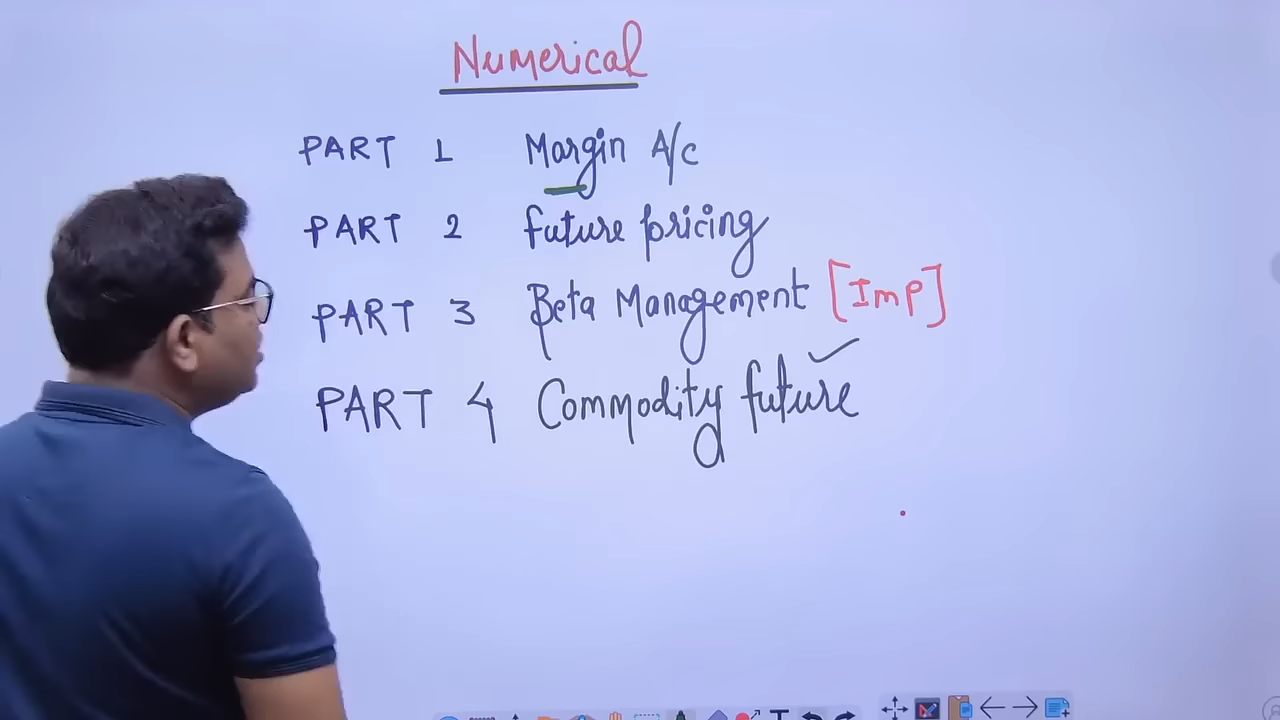 Numerical
PART 1 Margin A/c
PART 2 future pricing
PART 3 Beta Management [Imp]
PART 4 Commodity future